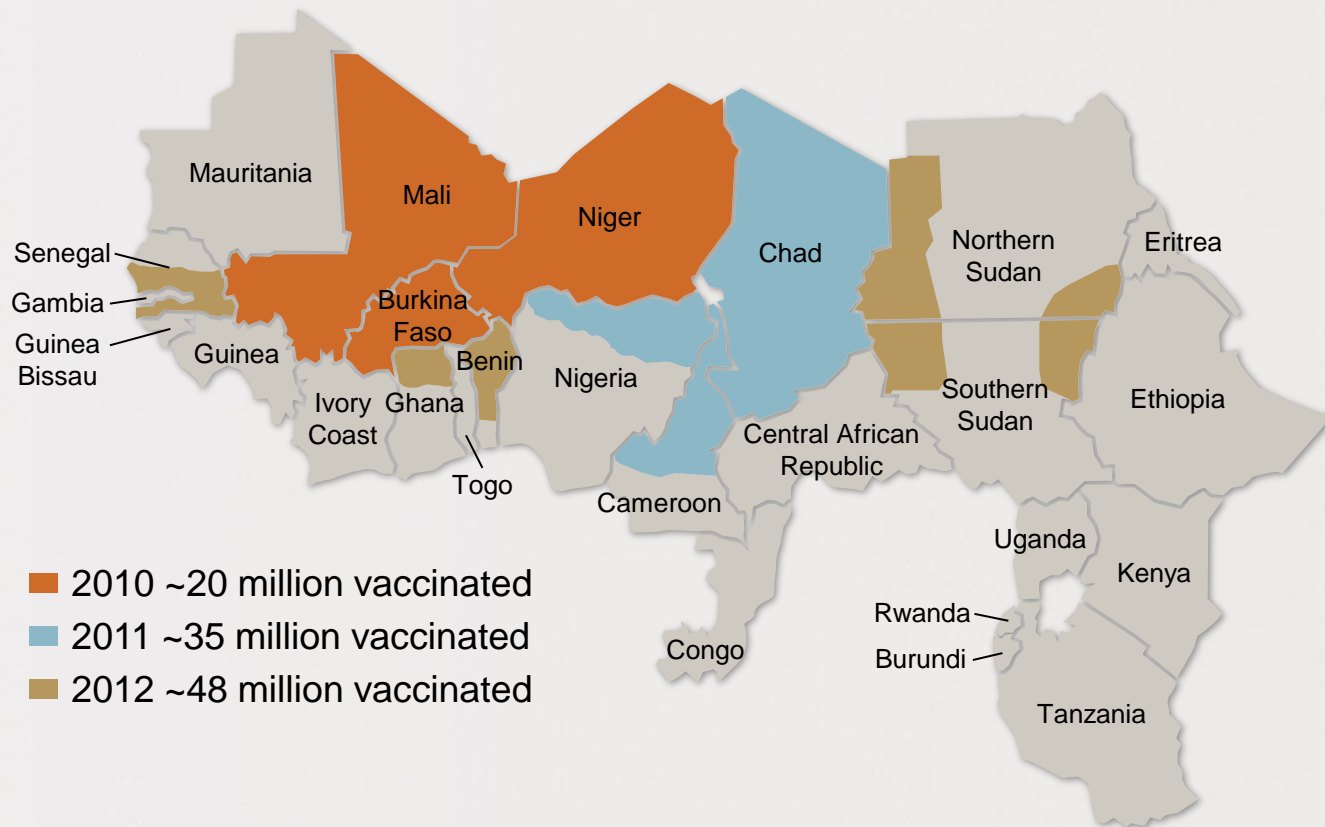 Mauritania
Mali
Niger
Chad
Northern
Sudan
Eritrea
Senegal
Gambia
Guinea
Bissau
Guinea
Burkina
Faso
Benin
Nigeria
Ivory
Coast
Ghana
Togo
Cameroon
Central African
Republic
Southern
Sudan
Ethiopia
Uganda
Kenya
Rwanda
Burundi
Congo
Tanzania
2010 ~20 million vaccinated
2011 ~35 million vaccinated
2012 ~48 million vaccinated